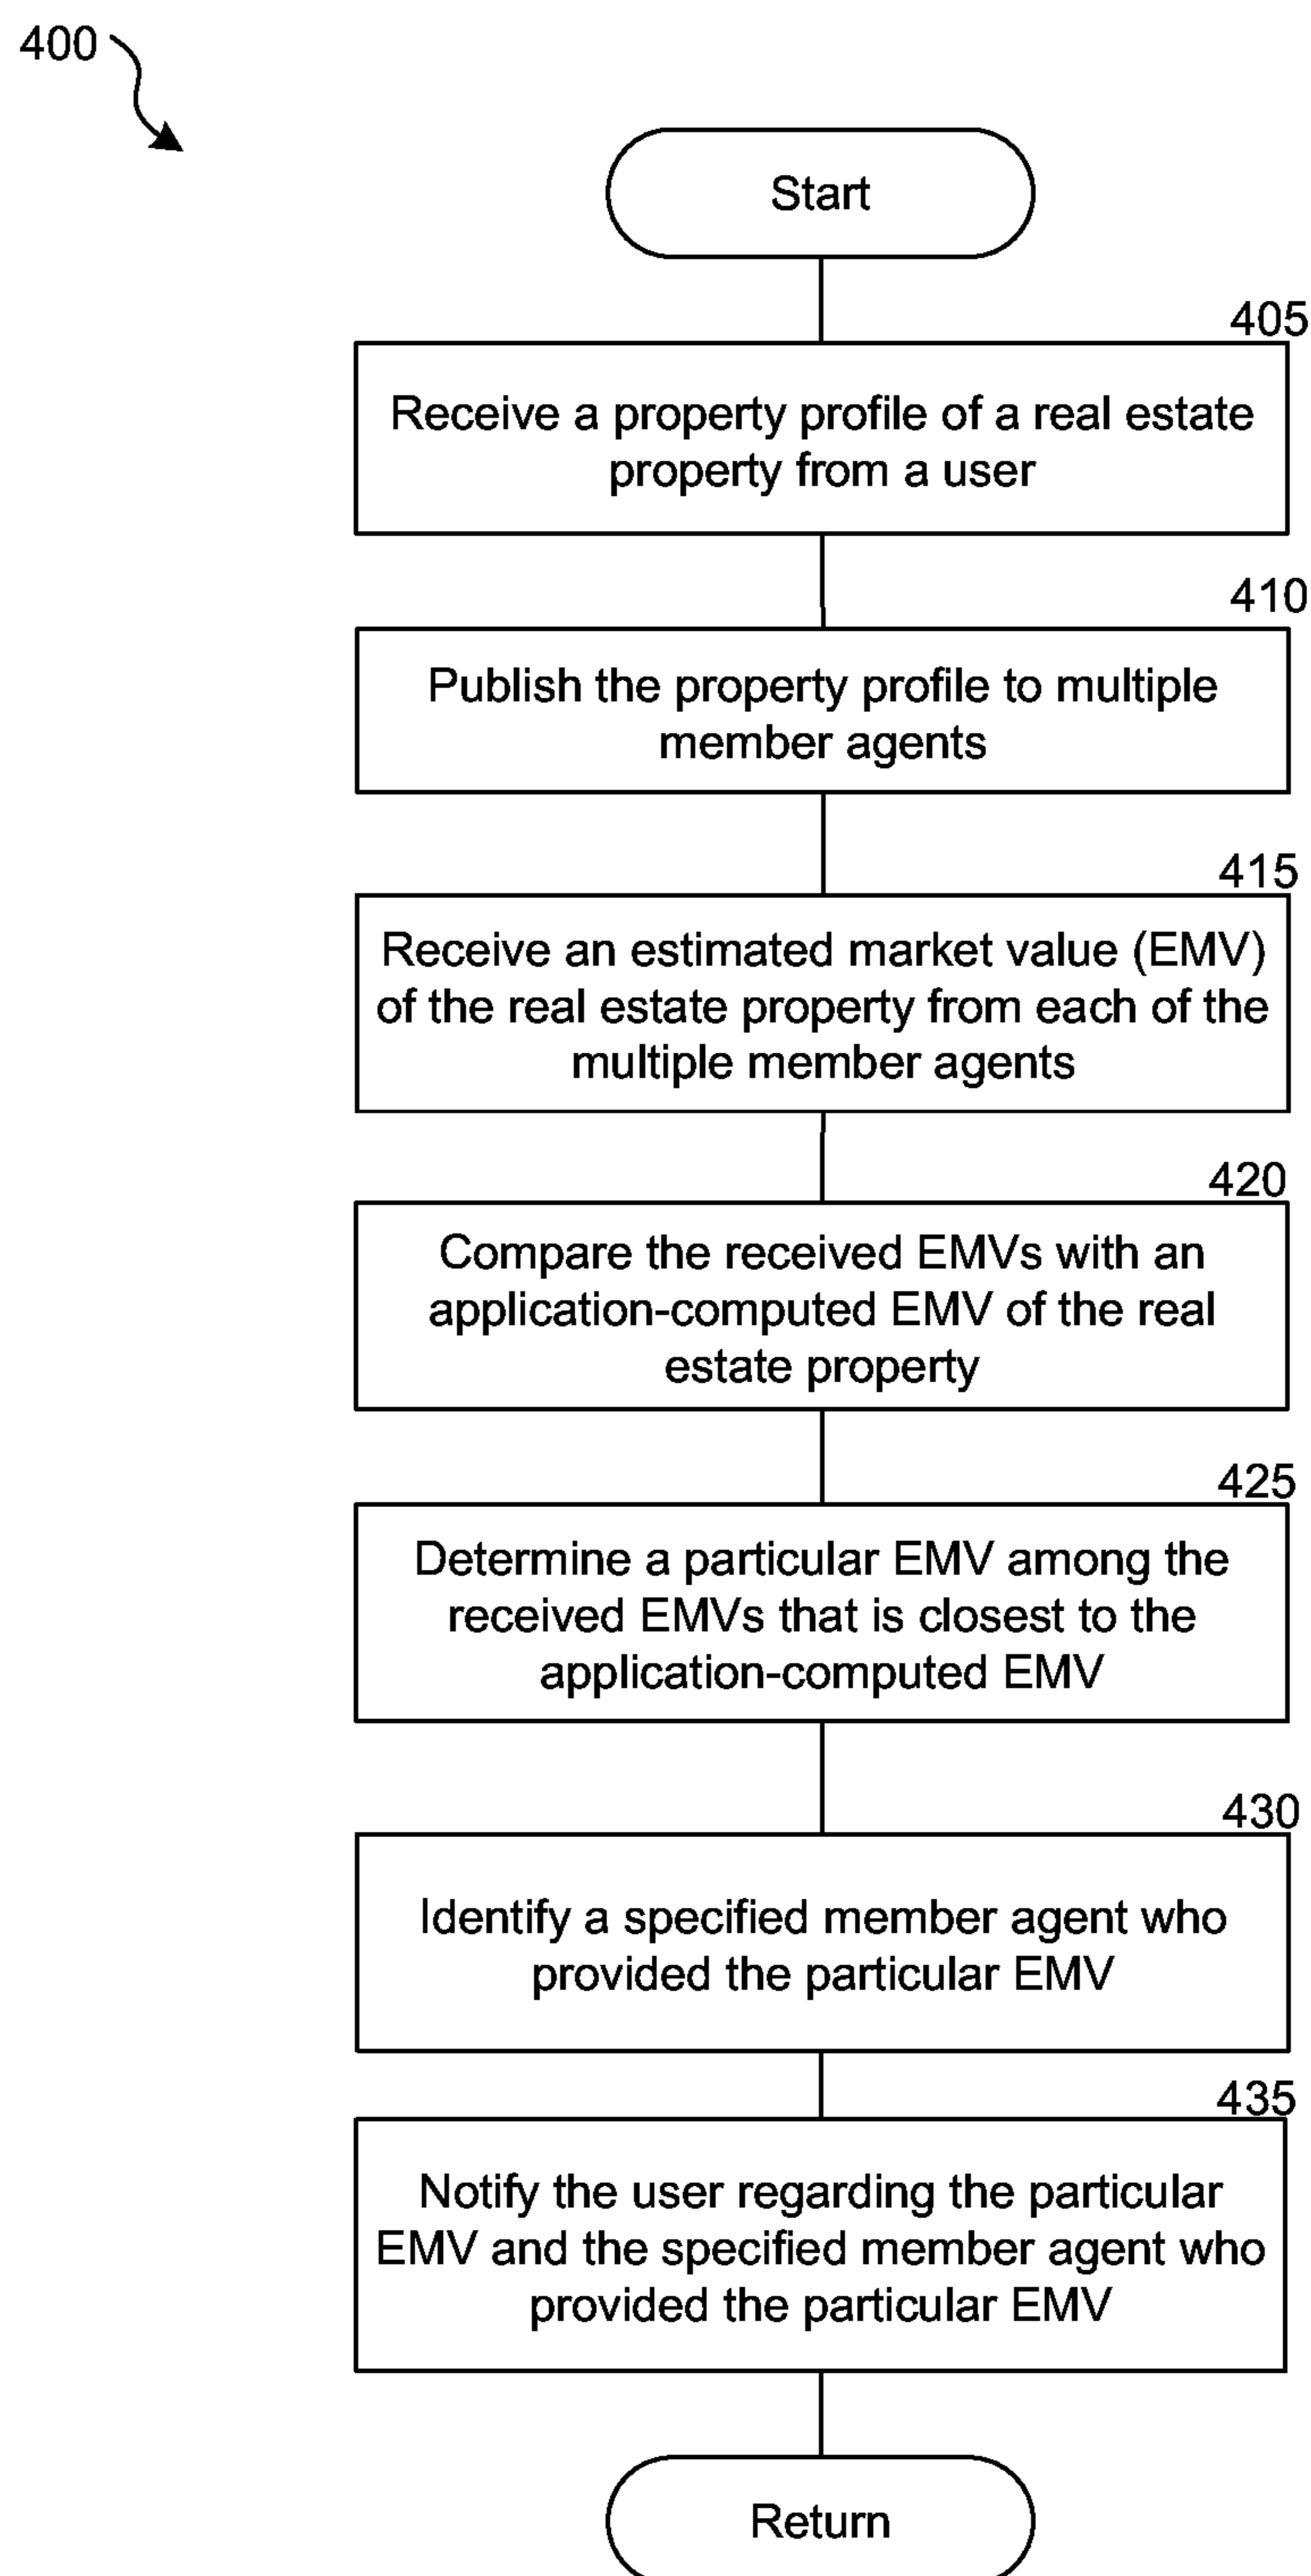 400
Start
405
Receive a property profile of a real estate
property from a user
410
Publish the property profile to multiple
member agents
415
Receive an estimated market value (EMV)
of the real estate property from each of the
multiple member agents
420
Compare the received EMVs with an
application-computed EMV of the real
estate property
425
Determine a particular EMV among the
received EMVs that is closest to the
application-computed EMV
430
Identify a specified member agent who
provided the particular EMV
435
Notify the user regarding the particular
EMV and the specified member agent who
provided the particular EMV
Return